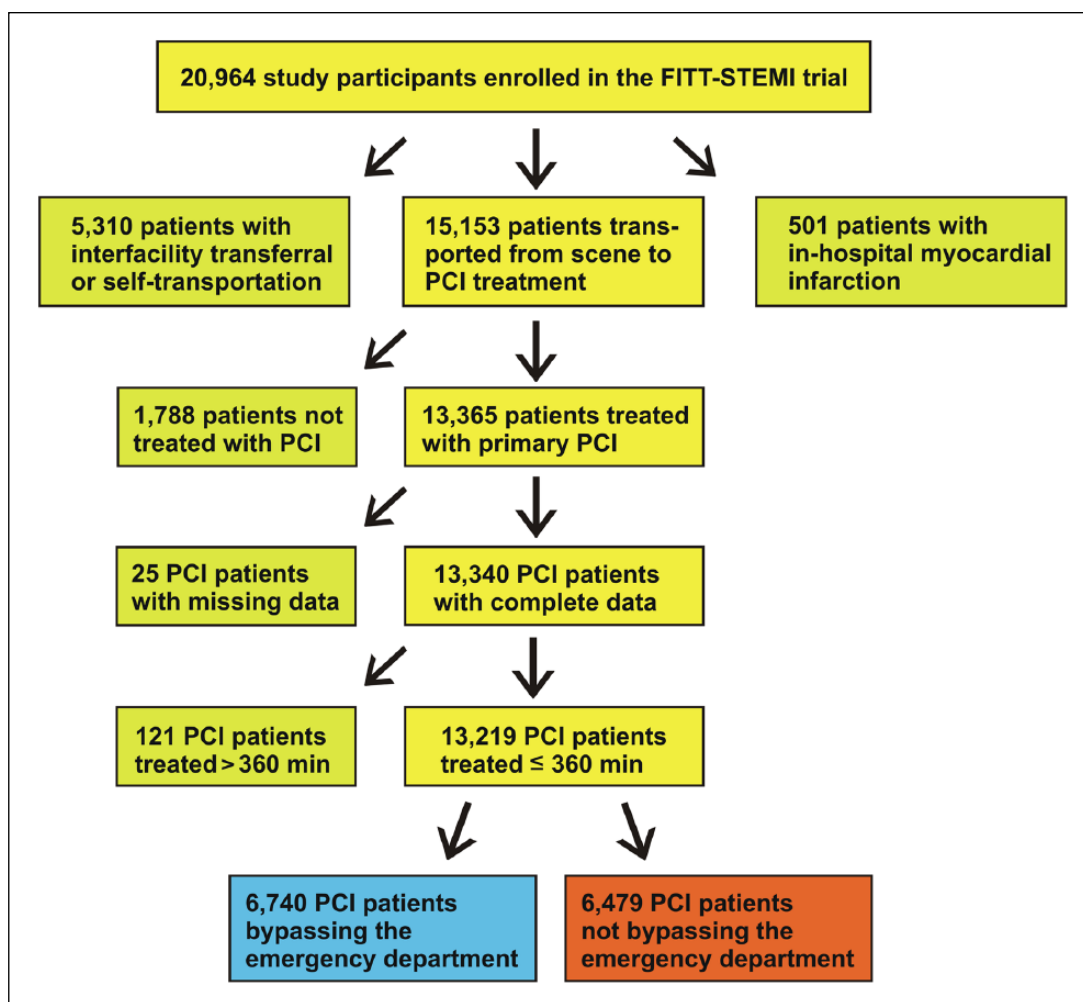 20,964 study participants enrolled in the FITT-STEMI trial
5,310 patients with
interfacility transferral
or self-transportation
15,153 patients trans-
ported from scene to
PCI treatment
501 patients with
in-hospital myocardial
infarction
1,788 patients not
treated with PCI
13,365 patients treated
with primary PCI
25 PCI patients
with missing data
13,340 PCI patients
with complete data
121 PCI patients
treated > 360 min
13,219 PCI patients
treated ≤ 360 min
6,740 PCI patients
bypassing the
emergency department
6,479 PCI patients
not bypassing the
emergency department